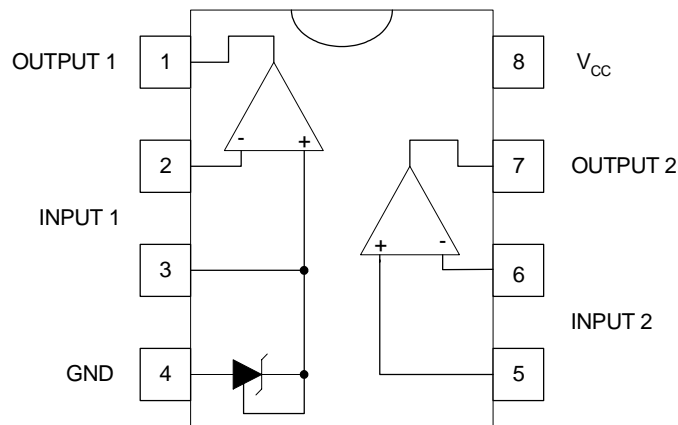 OUTPUT 1
1
8
VCC
-
+
2
7
OUTPUT 2
INPUT 1
+
-
3
6
INPUT 2
GND
4
5